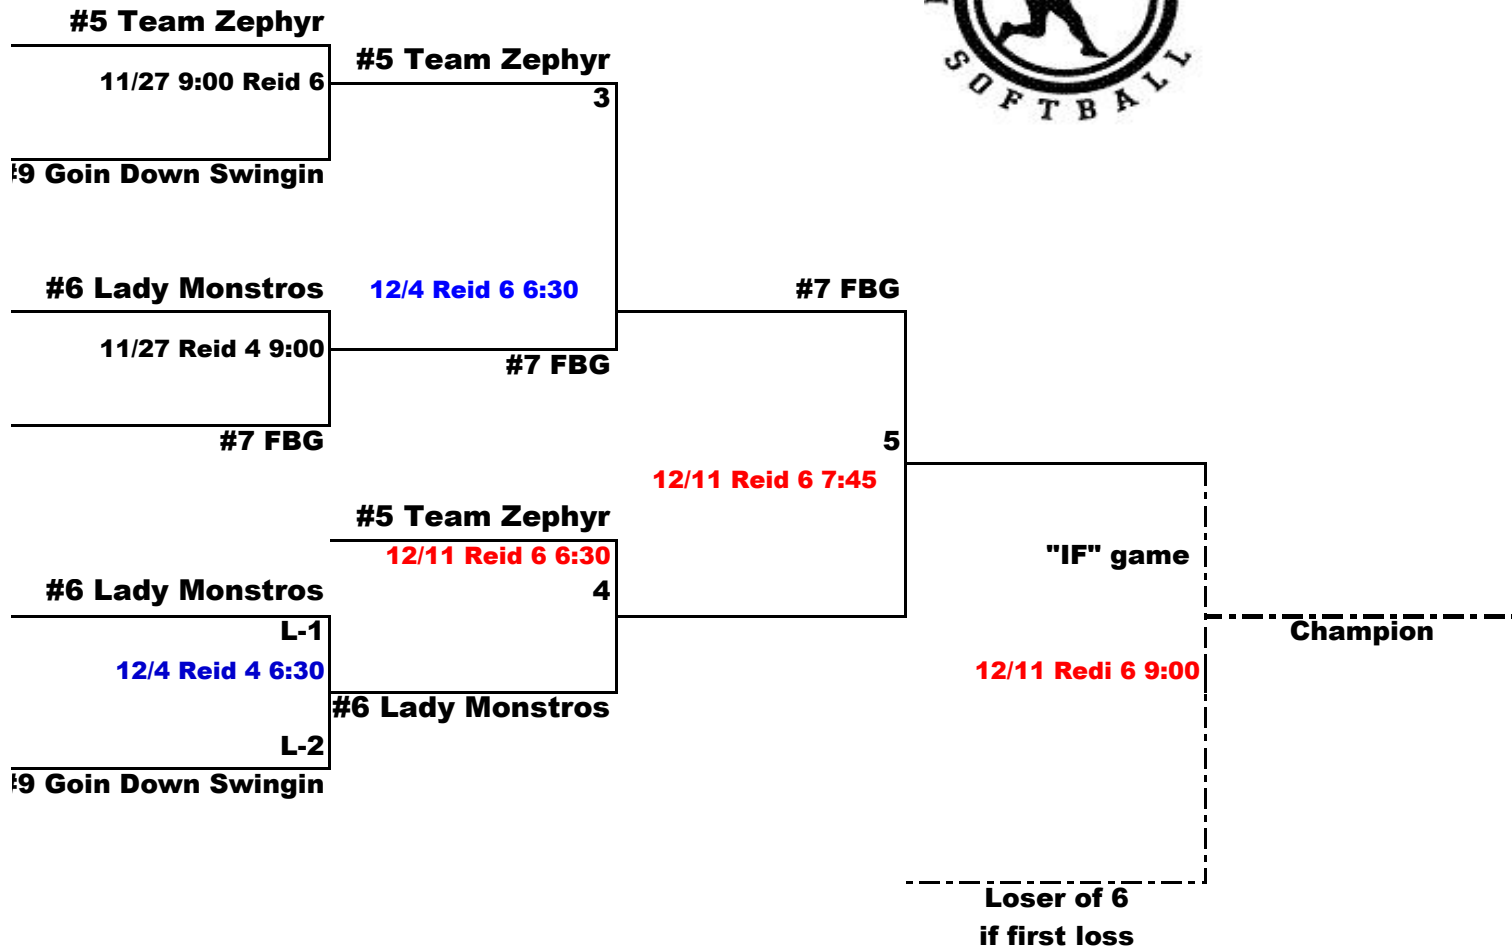 SOFTBALL
#5 Team Zephyr
11/27 9:00 Reid 6
#9 Goin Down Swingin
#5 Team Zephyr
3
#6 Lady Monstros
12/4 Reid 6 6:30
#7 FBG
11/27 Reid 4 9:00
#7 FBG
#7 FBG
5
12/11 Reid 6 7:45
#5 Team Zephyr
12/11 Reid 6 6:30
4
"IF" game
#6 Lady Monstros
L-1
Champion
12/4 Reid 4 6:30
12/11 Redi 6 9:00
#6 Lady Monstros
L-2
#9 Goin Down Swingin
Loser of 6
if first loss